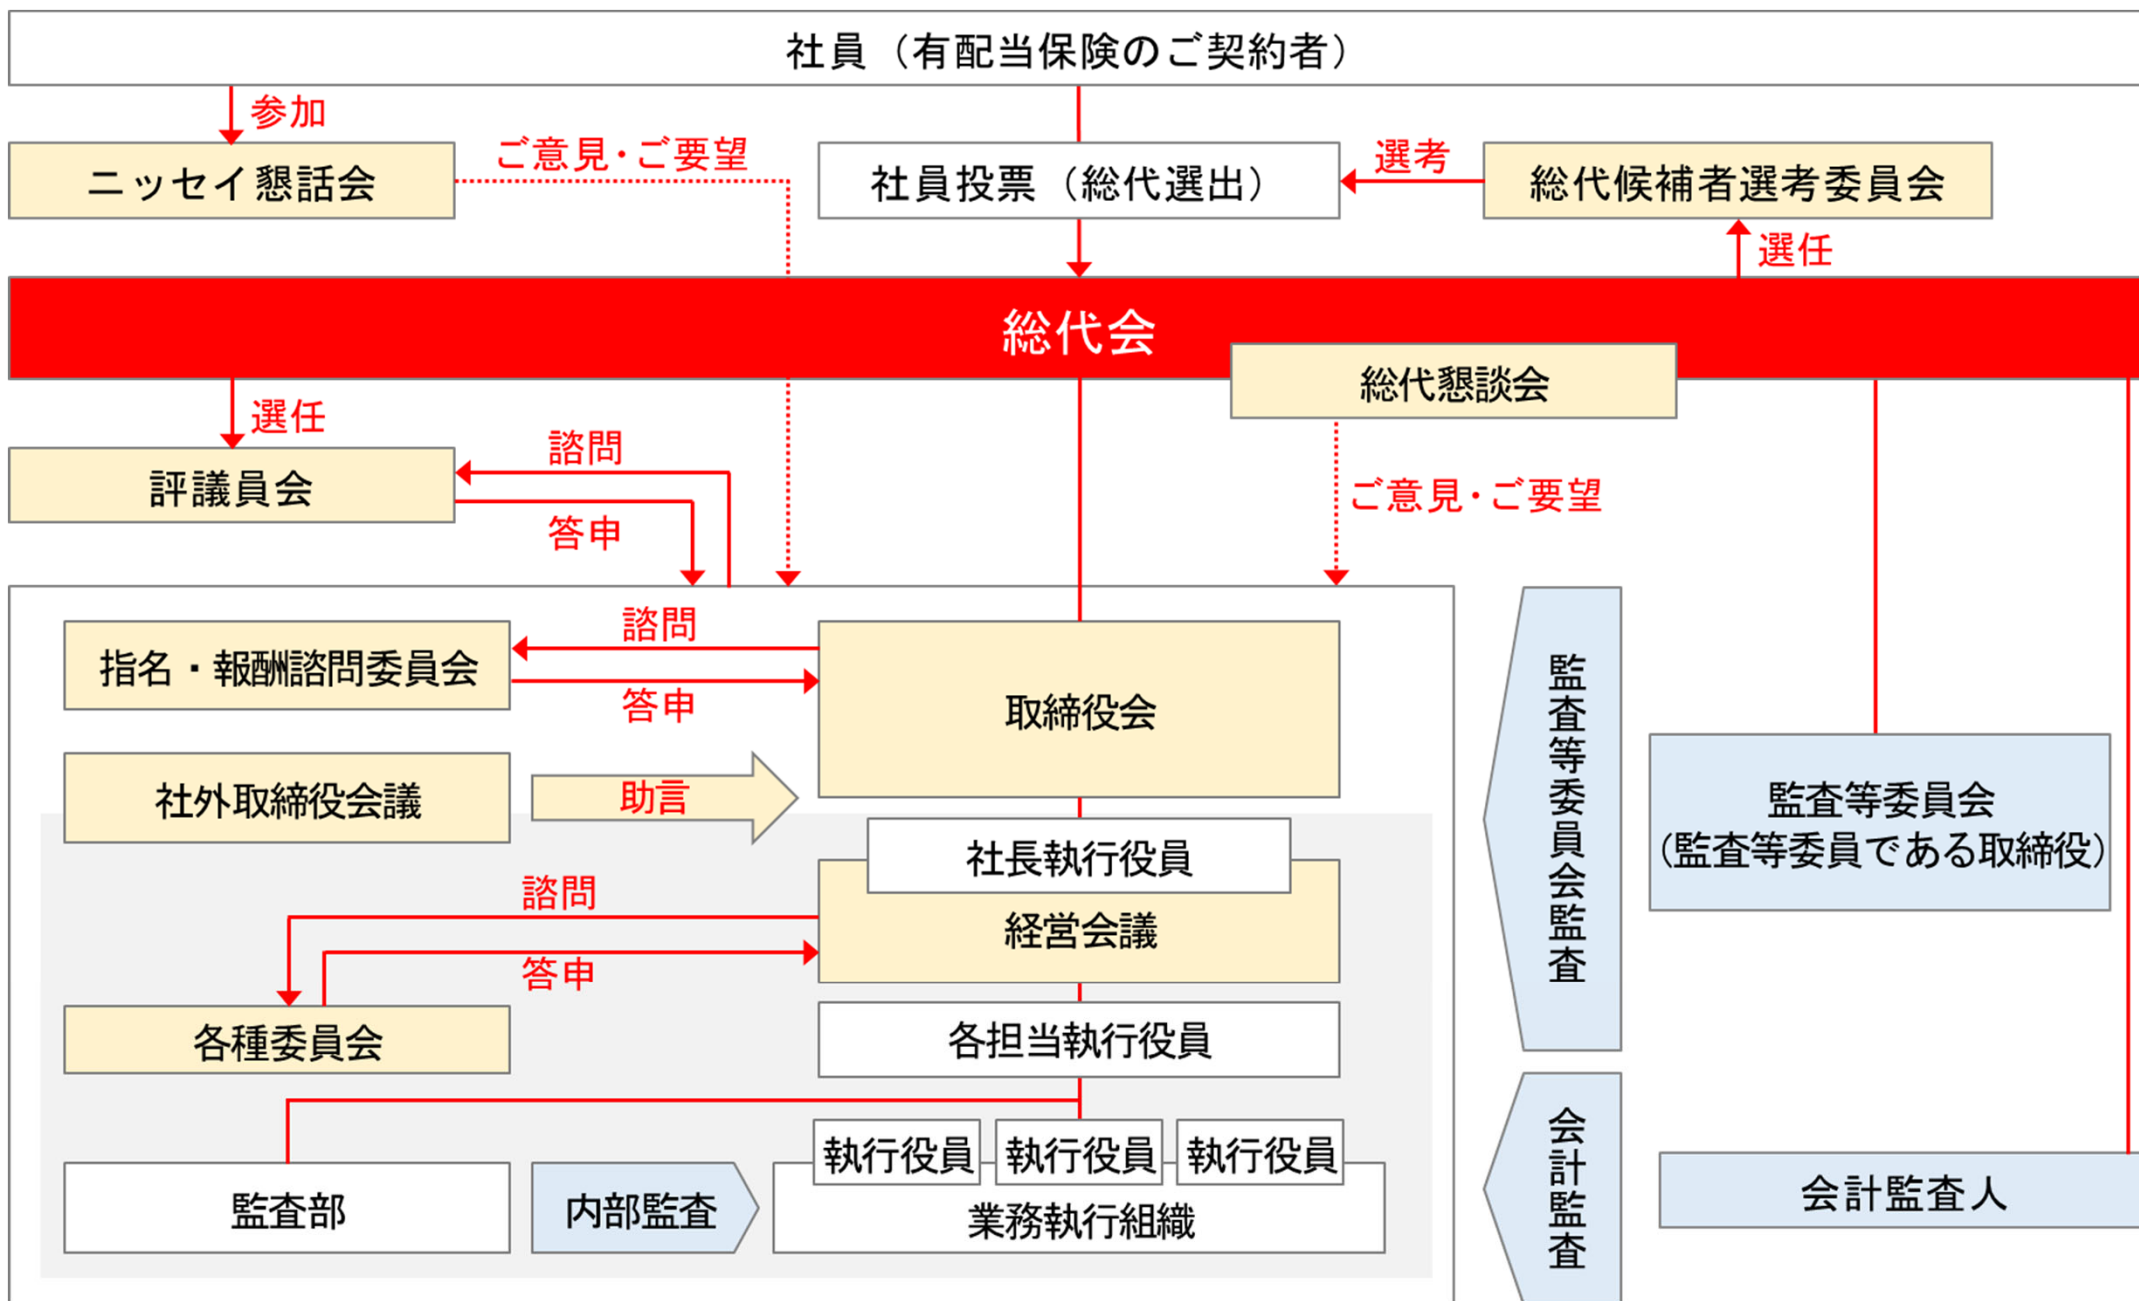 社員（有配当保険のご契約者）
参加
ニッセイ懇話会
ご意見・ご要望
社員投票（総代選出）
選考
総代候補者選考委員会
選任
総代会
総代懇談会
選任
評議員会
諮問
答申
ご意見・ご要望
指名・報酬諮問委員会
諮問
答申
取締役会
社外取締役会議
助言
社長執行役員
経営会議
諮問
答申
各種委員会
各担当執行役員
執行役員
執行役員
執行役員
監査部
内部監査
業務執行組織
監査等委員会監査
監査等委員会
（監査等委員である取締役）
会計監査
会計監査人